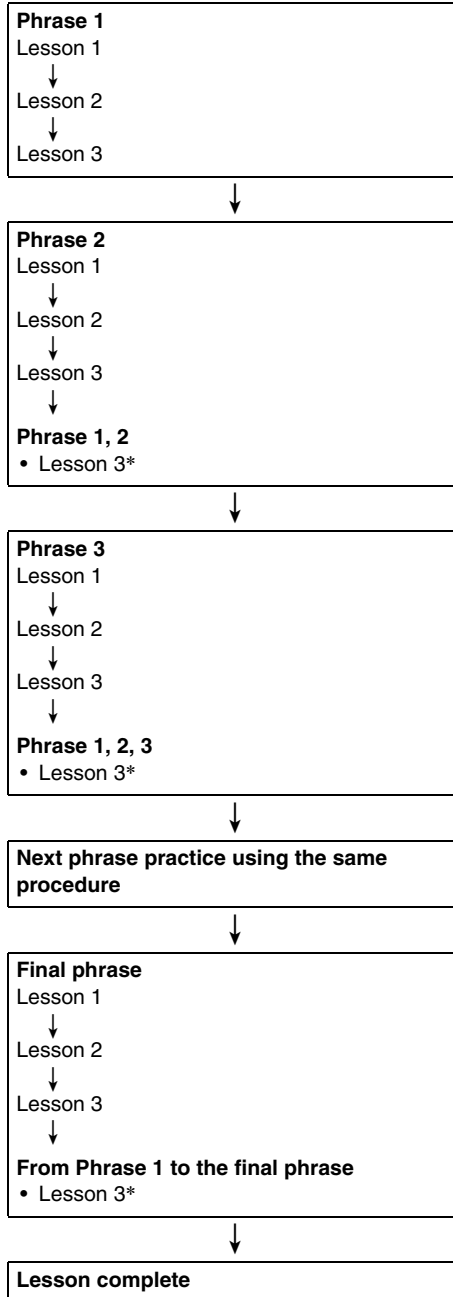 Phrase 1
Lesson 1
Lesson 2
Lesson 3
Phrase 2
Lesson 1
Lesson 2
Lesson 3
Phrase 1, 2
• Lesson 3*
Phrase 3
Lesson 1
Lesson 2
Lesson 3
Phrase 1, 2, 3
• Lesson 3*
Next phrase practice using the same
procedure
Final phrase
Lesson 1
Lesson 2
Lesson 3
From Phrase 1 to the final phrase
• Lesson 3*
Lesson complete